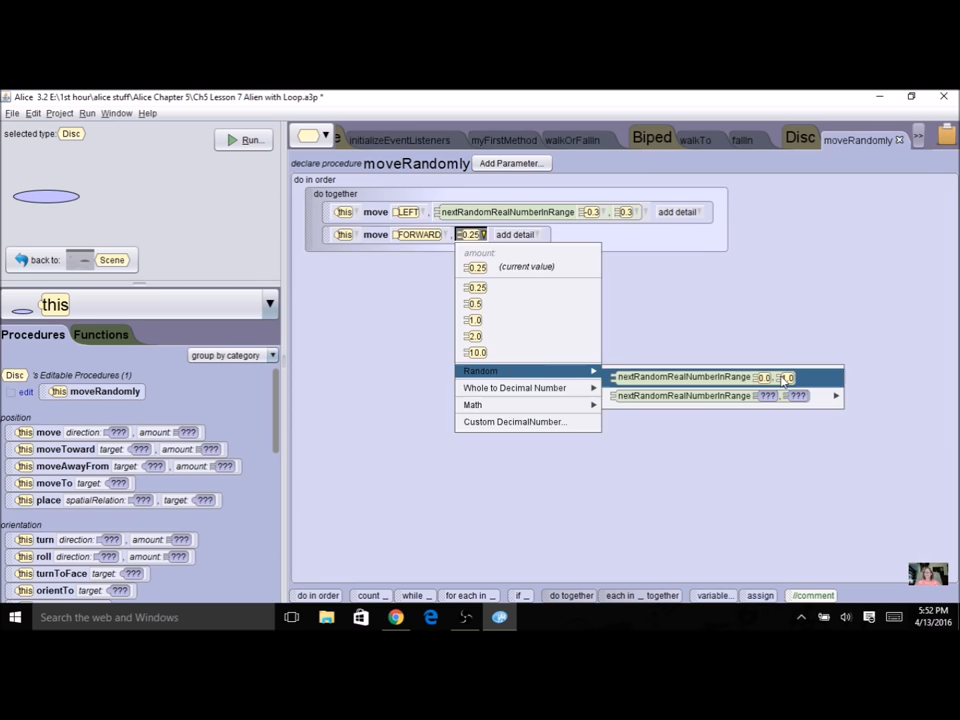 Alice 3.2 E:\1st hour\alice stuff\Alice Chapter 5\Ch5 Lesson 7 Alien with Loop.a3p *
File Edit Project Run Window Help
selected type: Disc
Run...
back to: Scene
this
Procedures Functions
group by category
Disc 's Editable Procedures (1)
edit this moveRandomly
position
this move direction: ??? , amount: ???
this moveToward target: ??? , amount: ???
this moveAwayFrom target: ??? , amount: ???
this moveTo target: ???
this place spatialRelation: ??? , target: ???
orientation
this turn direction: ??? , amount: ???
this roll direction: ??? , amount: ???
this turnToFace target: ???
this orientTo target: ???
e initializeEventListeners myFirstMethod walkOrFallIn Biped walkTo fallIn Disc moveRandomly >>
declare procedure moveRandomly Add Parameter...
do in order
do together
this move LEFT , nextRandomRealNumberInRange -0.3 , 0.3 add detail
this move FORWARD , 0.25 add detail
amount:
0.25 (current value)
0.25
0.5
1.0
2.0
10.0
Random
Whole to Decimal Number
Math
Custom DecimalNumber...
nextRandomRealNumberInRange 0.0 , 1.0
nextRandomRealNumberInRange ??? , ???
do in order count _ while _ for each in _ if _ do together each in _ together variable... assign //comment
Search the web and Windows
5:52 PM
4/13/2016